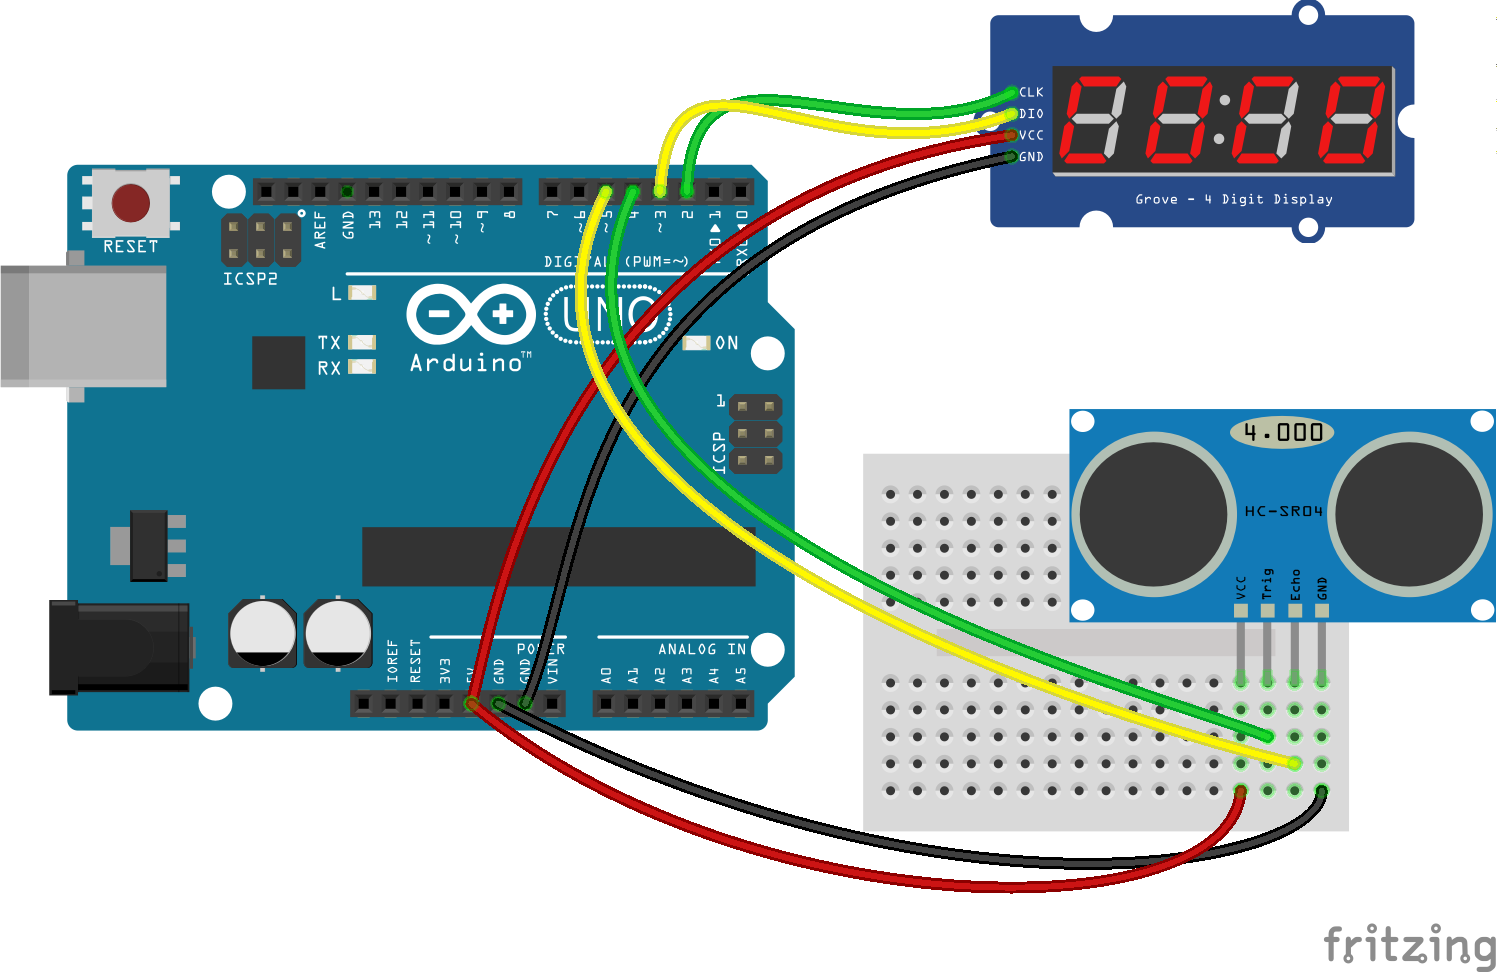 CLK
DIO
VCC
GND
Grove - 4 Digit Display
RESET
ICSP2
AREF
GND
13
12
~11
~10
~9
8
7
~6
~5
4
~3
2
1
0
DIGITAL (PWM=~)
L
TX
RX
UNO
Arduino™
ON
1
ICSP
4.000
HC-SR04
VCC
Trig
Echo
GND
POWER
ANALOG IN
IOREF
RESET
3V3
5V
GND
GND
VIN
A0
A1
A2
A3
A4
A5
fritzing